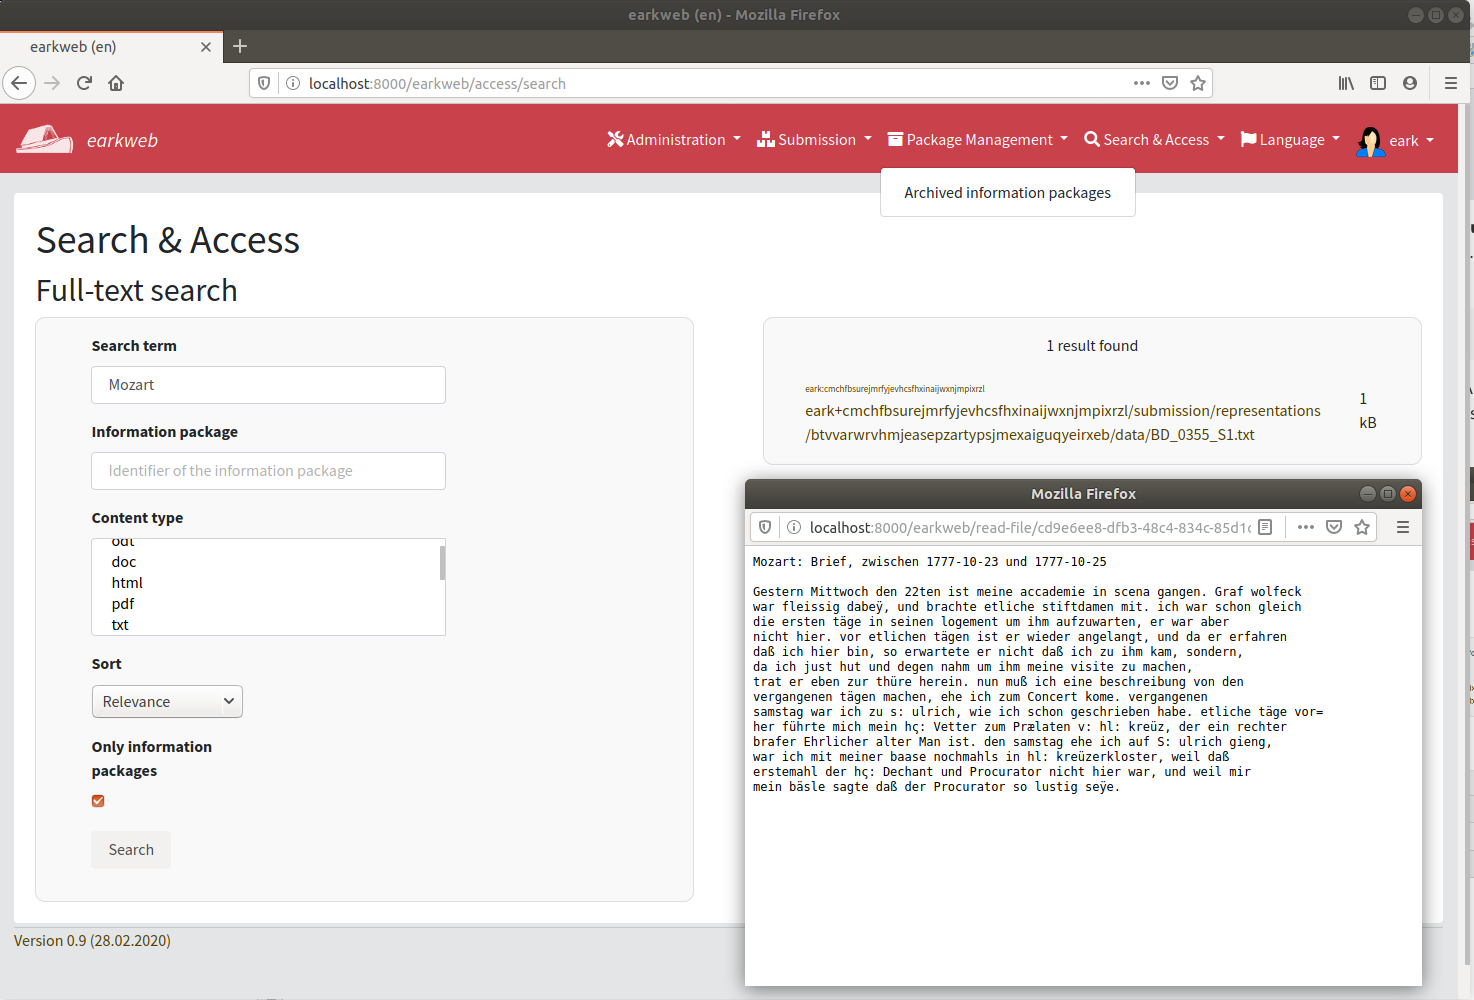 earkweb (en) - Mozilla Firefox
earkweb (en)
localhost:8000/earkweb/access/search
earkweb
Administration
Submission
Package Management
Search & Access
Language
eark
Archived information packages
Search & Access
Full-text search
Search term
Mozart
Information package
Identifier of the information package
Content type
odt
doc
html
pdf
txt
Sort
Relevance
Only information
packages
Search
1 result found
eark:cmchfbsurejmrfyjevhcsfhxinaijwxnjmpixrzl
eark+cmchfbsurejmrfyjevhcsfhxinaijwxnjmpixrzl/submission/representations
/btvvarwrvhmjeasepzartypsjmexaiguqyeirxeb/data/BD_0355_S1.txt
1
kB
Mozilla Firefox
localhost:8000/earkweb/read-file/cd9e6ee8-dfb3-48c4-834c-85d1c
Mozart: Brief, zwischen 1777-10-23 und 1777-10-25
Gestern Mittwoch den 22ten ist meine accademie in scena gangen. Graf wolfeck
war fleissig dabeÿ, und brachte etliche stiftdamen mit. ich war schon gleich
die ersten täge in seinen logement um ihm aufzuwarten, er war aber
nicht hier. vor etlichen tägen ist er wieder angelangt, und da er erfahren
daß ich hier bin, so erwartete er nicht daß ich zu ihm kam, sondern,
da ich just hut und degen nahm um ihm meine visite zu machen,
trat er eben zur thüre herein. nun muß ich eine beschreibung von den
vergangenen tägen machen, ehe ich zum Concert kome. vergangenen
samstag war ich zu s: ulrich, wie ich schon geschrieben habe. etliche täge vor=
her führte mich mein hç: Vetter zum Prælaten v: hl: kreüz, der ein rechter
brafer Ehrlicher alter Man ist. den samstag ehe ich auf S: ulrich gieng,
war ich mit meiner baase nochmahls in hl: kreüzerkloster, weil daß
erstemahl der hç: Dechant und Procurator nicht hier war, und weil mir
mein bäsle sagte daß der Procurator so lustig seÿe.
Version 0.9 (28.02.2020)